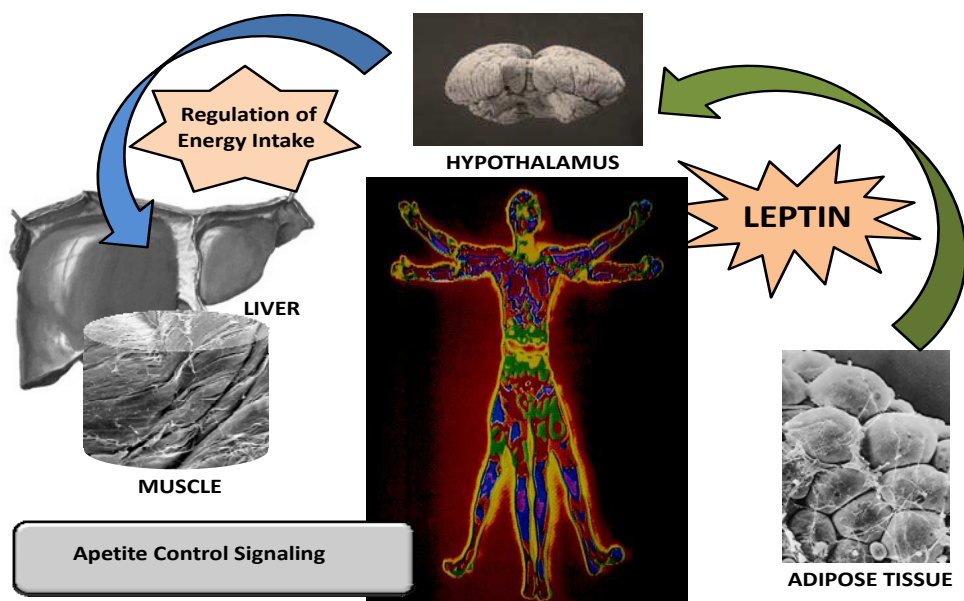 Regulation of
Energy Intake
HYPOTHALAMUS
LEPTIN
LIVER
MUSCLE
Apetite Control Signaling
ADIPOSE TISSUE